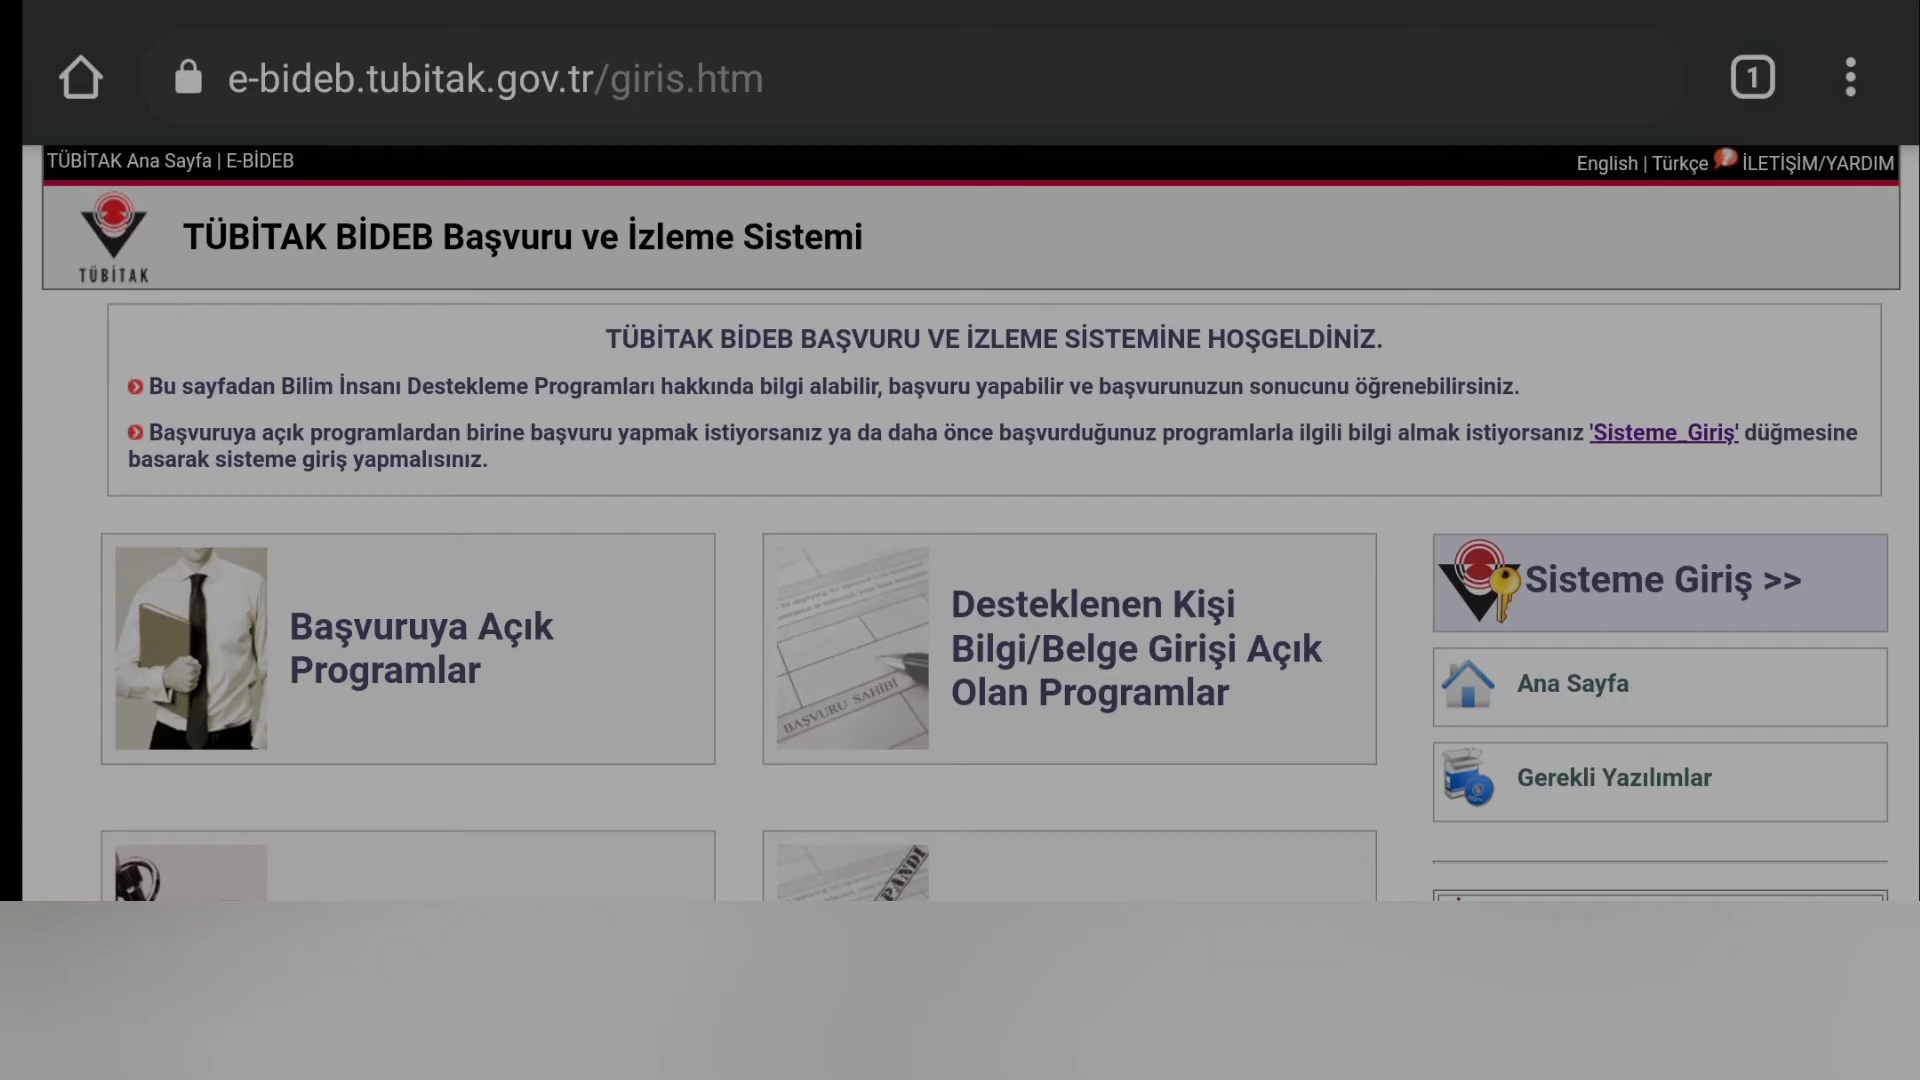 e-bideb.tubitak.gov.tr/giris.htm
1
TÜBİTAK Ana Sayfa | E-BİDEB
English | Türkçe
İLETİŞİM/YARDIM
TÜBİTAK
TÜBİTAK BİDEB Başvuru ve İzleme Sistemi
TÜBİTAK BİDEB BAŞVURU VE İZLEME SİSTEMİNE HOŞGELDİNİZ.
Bu sayfadan Bilim İnsanı Destekleme Programları hakkında bilgi alabilir, başvuru yapabilir ve başvurunuzun sonucunu öğrenebilirsiniz.
Başvuruya açık programlardan birine başvuru yapmak istiyorsanız ya da daha önce başvurduğunuz programlarla ilgili bilgi almak istiyorsanız 'Sisteme_Giriş' düğmesine
basarak sisteme giriş yapmalısınız.
Başvuruya Açık
Programlar
BAŞVURU SAHİBİ
Desteklenen Kişi
Bilgi/Belge Girişi Açık
Olan Programlar
Sisteme Giriş >>
Ana Sayfa
Gerekli Yazılımlar
PANDI